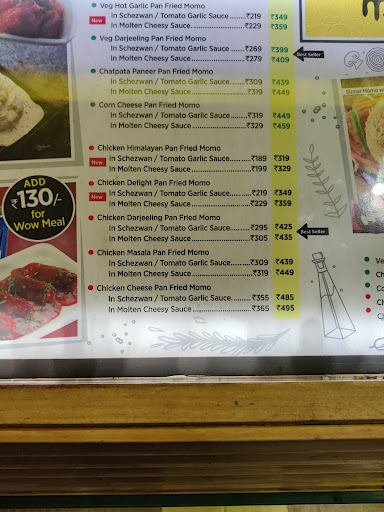 Veg Hot Garlic Pan Fried Momo
New In Schezwan / Tomato Garlic Sauce......₹219 ₹349
In Molten Cheesy Sauce......₹229 ₹359
Veg Darjeeling Pan Fried Momo
In Schezwan / Tomato Garlic Sauce......₹269 ₹399 Best Seller
In Molten Cheesy Sauce......₹279 ₹409
Chatpata Paneer Pan Fried Momo
In Schezwan / Tomato Garlic Sauce......₹309 ₹439
In Molten Cheesy Sauce......₹319 ₹449
Corn Cheese Pan Fried Momo
In Schezwan / Tomato Garlic Sauce......₹319 ₹449
In Molten Cheesy Sauce......₹329 ₹459
Chicken Himalayan Pan Fried Momo
New In Schezwan / Tomato Garlic Sauce......₹189 ₹319
In Molten Cheesy Sauce......₹199 ₹329
Chicken Delight Pan Fried Momo
New In Schezwan / Tomato Garlic Sauce......₹219 ₹349
In Molten Cheesy Sauce......₹229 ₹359
Chicken Darjeeling Pan Fried Momo
In Schezwan / Tomato Garlic Sauce......₹295 ₹425 Best Seller
In Molten Cheesy Sauce......₹305 ₹435
Chicken Masala Pan Fried Momo
In Schezwan / Tomato Garlic Sauce......₹309 ₹439
In Molten Cheesy Sauce......₹319 ₹449
Chicken Cheese Pan Fried Momo
In Schezwan / Tomato Garlic Sauce......₹355 ₹485
In Molten Cheesy Sauce......₹365 ₹495
ADD
₹130/-
for
Wow Meal